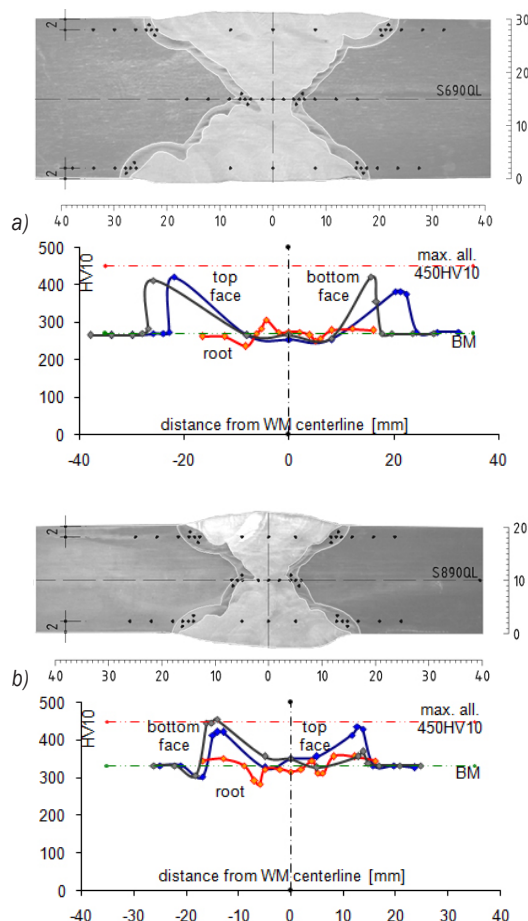 2
30
20
S690QL
10
0
2
40 30 20 10 0 10 20 30 40
a)
500
HV10
max. all.
450HV10
400
top
face
bottom
face
300
root
BM
200
100
distance from WM centerline [mm]
0
-40 -20 0 20 40
2
20
S890QL
10
0
2
40 30 20 10 0 10 20 30 40
b)
500
HV10
max. all.
450HV10
400
bottom
face
top
face
300
root
BM
200
100
distance from WM centerline [mm]
0
-40 -30 -20 -10 0 10 20 30 40